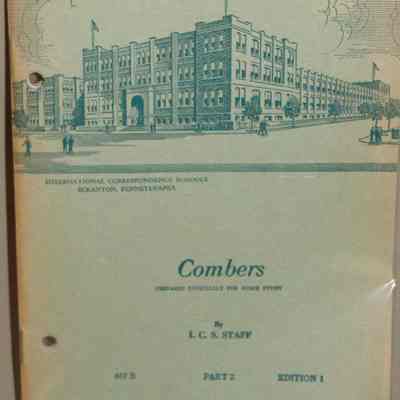 INTERNATIONAL CORRESPONDENCE SCHOOLS
SCRANTON, PENNSYLVANIA
Combers
PREPARED ESPECIALLY FOR HOME STUDY
By
I. C. S. STAFF
PART 2 EDITION 1